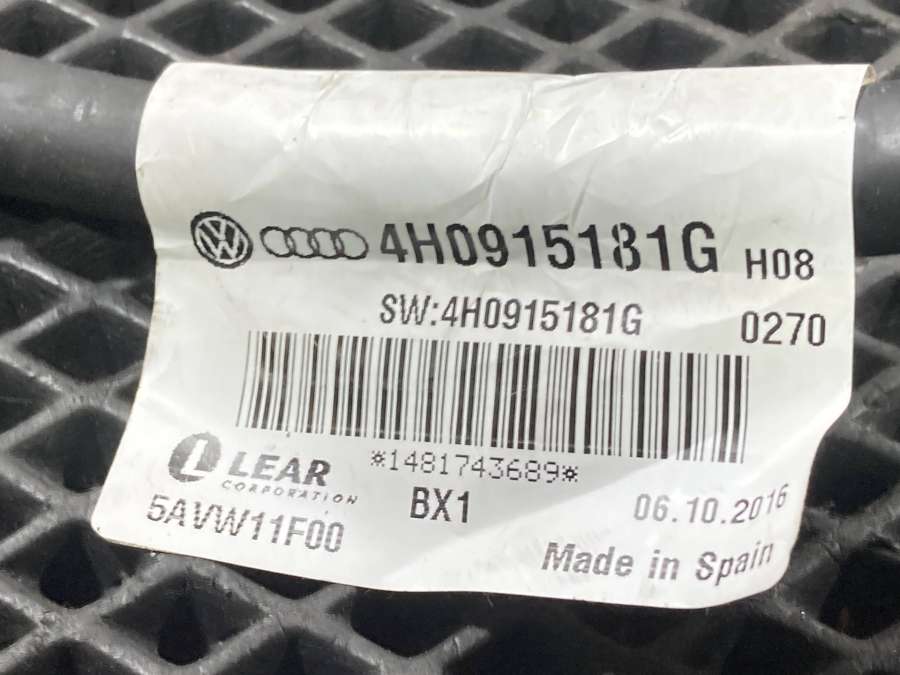 4H0915181G H08
SW:4H0915181G 0270
*1481743689*
LEAR
CORPORATION
BX1 06.10.2016
5AVW11F00
Made in Spain